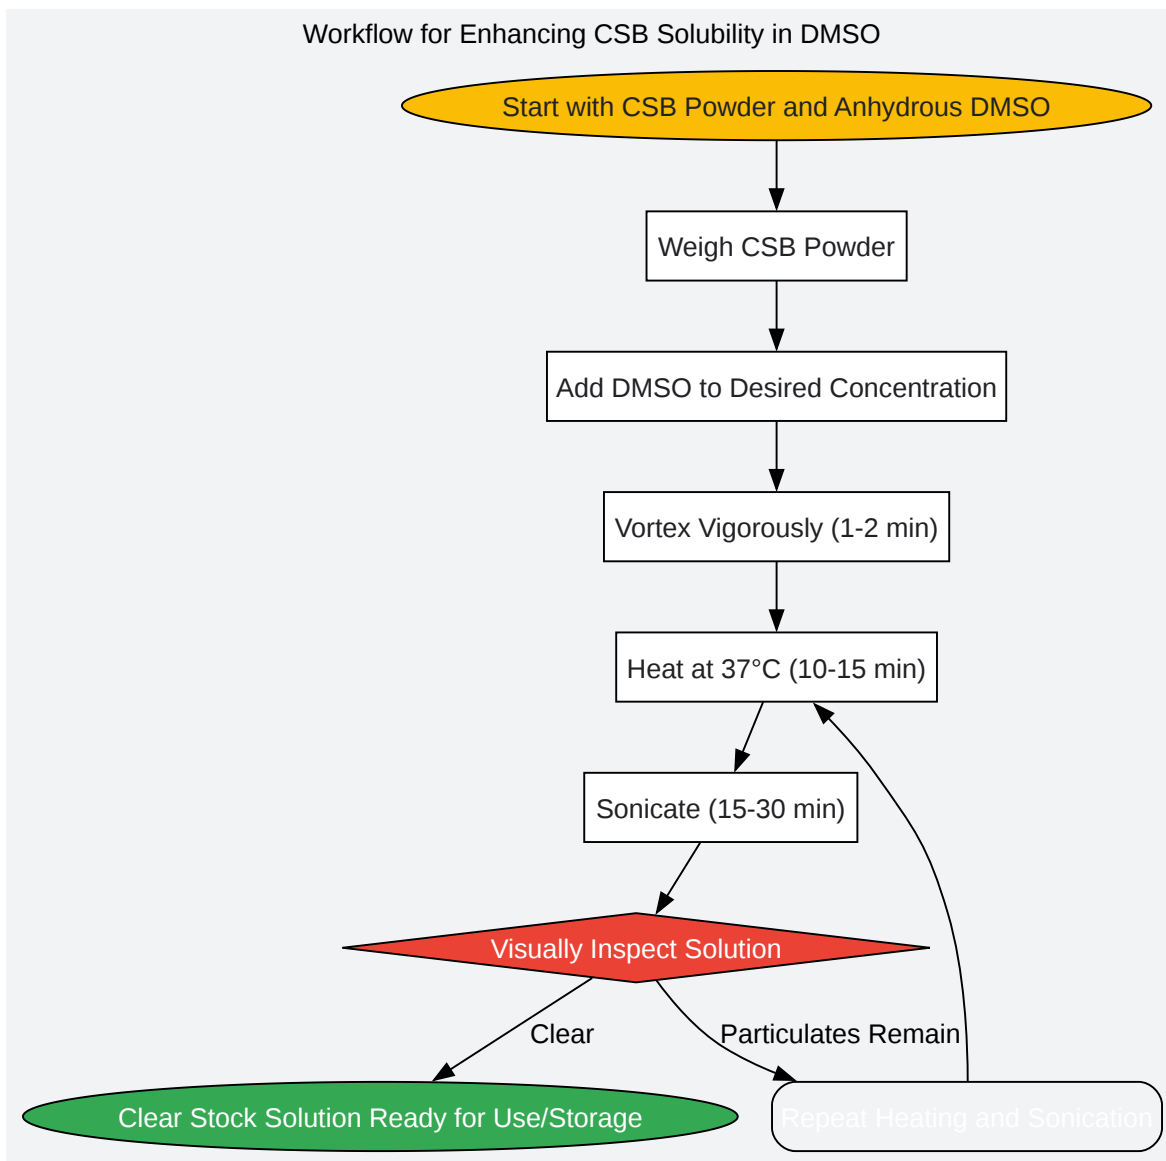 Workflow for Enhancing CSB Solubility in DMSO
Start with CSB Powder and Anhydrous DMSO
Weigh CSB Powder
Add DMSO to Desired Concentration
Vortex Vigorously (1-2 min)
Heat at 37°C (10-15 min)
Sonicate (15-30 min)
Visually Inspect Solution
Clear
Particulates Remain
Clear Stock Solution Ready for Use/Storage
Repeat Heating and Sonication